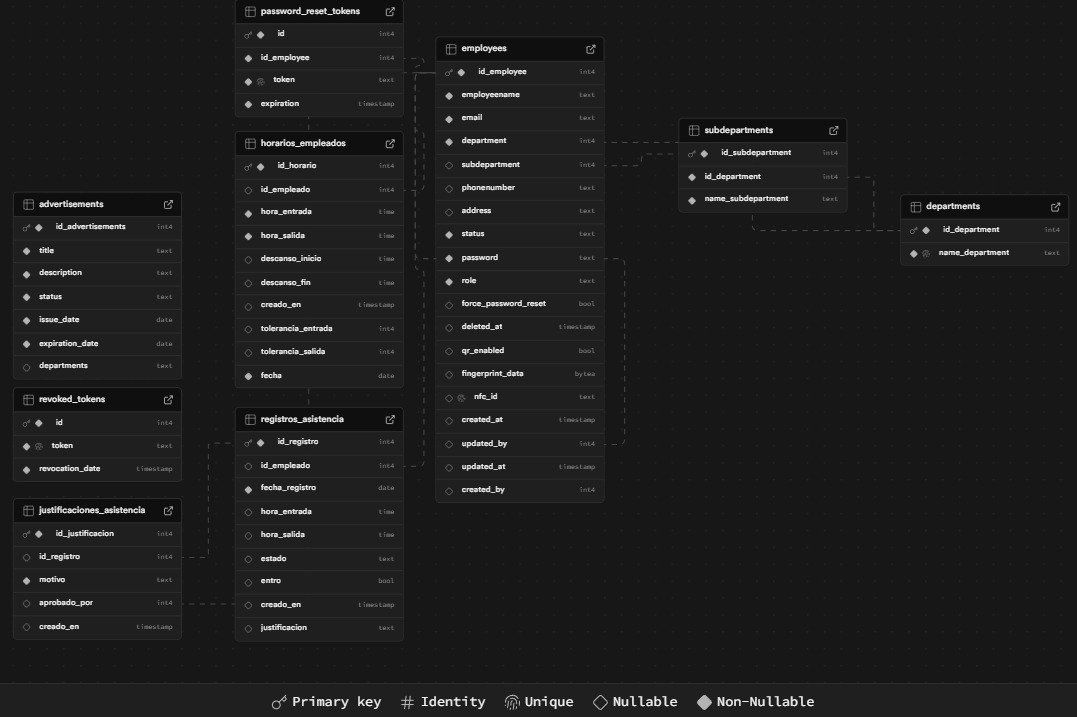 password_reset_tokens
id int4
id_employee int4
token text
expiration timestamp
horarios_empleados
id_horario int4
id_empleado int4
hora_entrada time
hora_salida time
descanso_inicio time
descanso_fin time
creado_en timestamp
tolerancia_entrada int4
tolerancia_salida int4
fecha date
registros_asistencia
id_registro int4
id_empleado int4
fecha_registro date
hora_entrada time
hora_salida time
estado text
entro bool
creado_en timestamp
justificacion text
advertisements
id_advertisements int4
title text
description text
status text
issue_date date
expiration_date date
departments text
revoked_tokens
id int4
token text
revocation_date timestamp
justificaciones_asistencia
id_justificacion int4
id_registro int4
motivo text
aprobado_por int4
creado_en timestamp
employees
id_employee int4
employeename text
email text
department int4
subdepartment int4
phonenumber text
address text
status text
password text
role text
force_password_reset bool
deleted_at timestamp
qr_enabled bool
fingerprint_data bytea
nfc_id text
created_at timestamp
updated_by int4
updated_at timestamp
created_by int4
subdepartments
id_subdepartment int4
id_department int4
name_subdepartment text
departments
id_department int4
name_department text
Primary key Identity Unique Nullable Non-Nullable